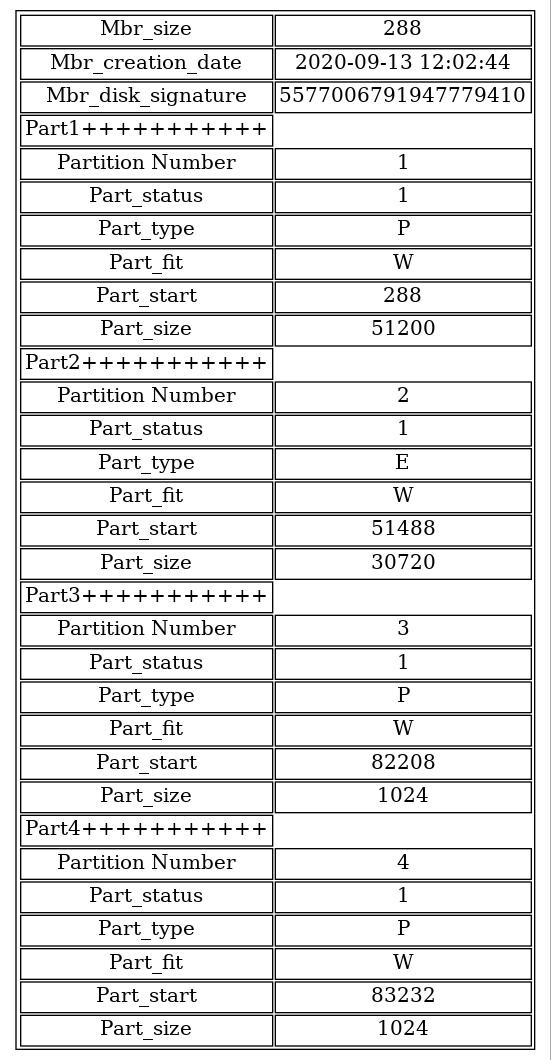 Mbr_size 288
Mbr_creation_date 2020-09-13 12:02:44
Mbr_disk_signature 5577006791947779410
Part1+++++++++++
Partition Number 1
Part_status 1
Part_type P
Part_fit W
Part_start 288
Part_size 51200
Part2+++++++++++
Partition Number 2
Part_status 1
Part_type E
Part_fit W
Part_start 51488
Part_size 30720
Part3+++++++++++
Partition Number 3
Part_status 1
Part_type P
Part_fit W
Part_start 82208
Part_size 1024
Part4+++++++++++
Partition Number 4
Part_status 1
Part_type P
Part_fit W
Part_start 83232
Part_size 1024